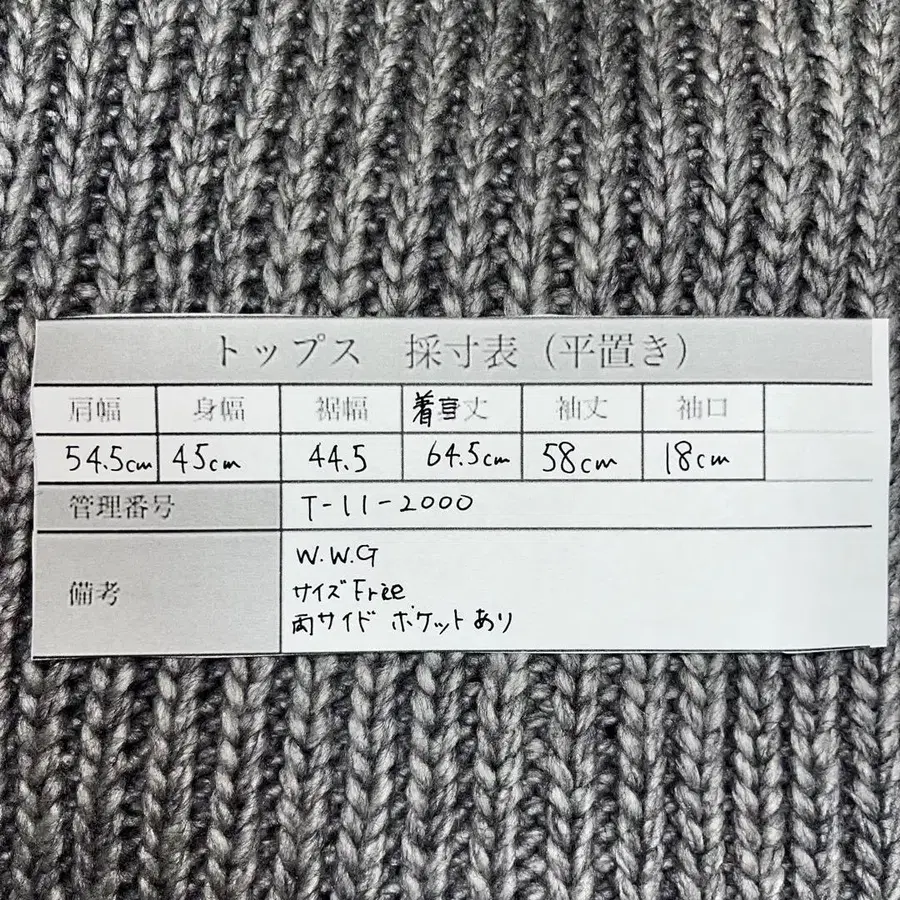 トップス 採寸表 (平置き)
肩幅 身幅 裾幅 着丈 袖丈 袖口
54.5cm 45cm 44.5 64.5cm 58cm 18cm
管理番号 T-11-2000
備考 W.W.G
サイズFree
両サイド ポケットあり